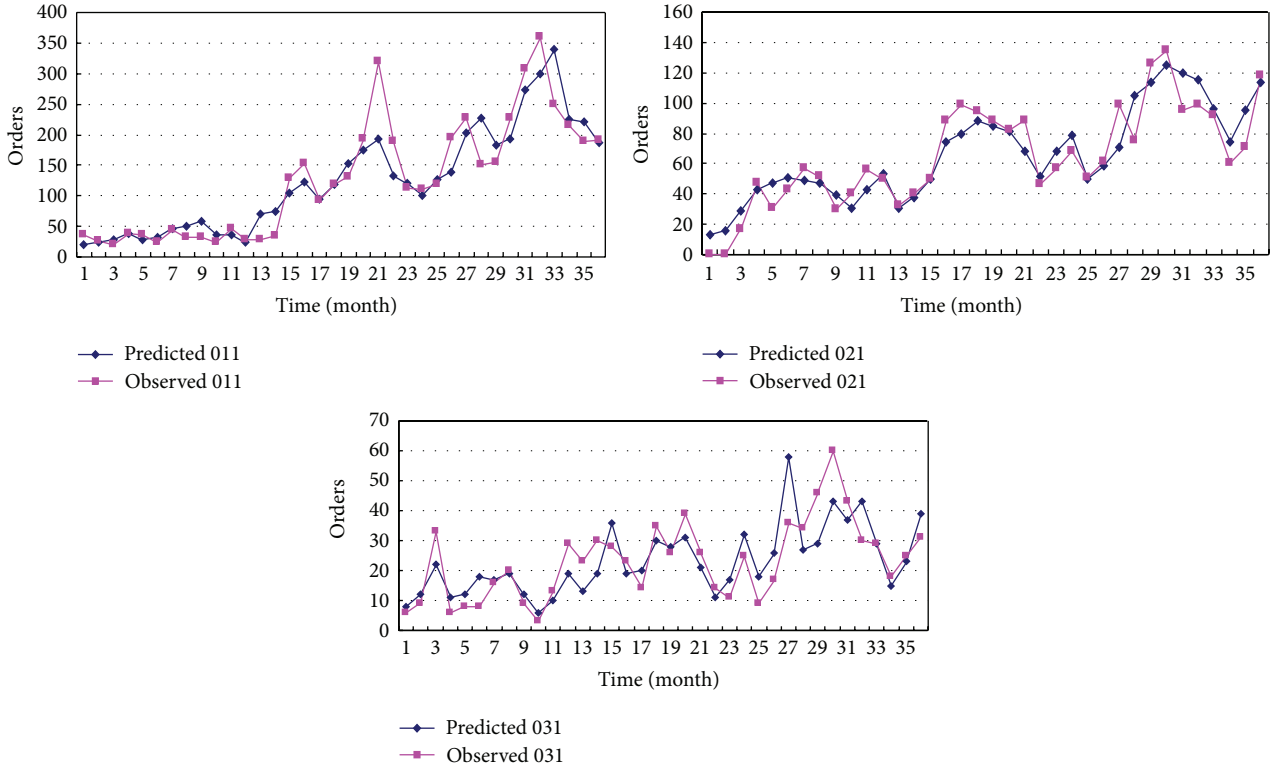 400
350
300
250
200
150
100
50
0
Orders
1 3 5 7 9 11 13 15 17 19 21 23 25 27 29 31 33 35
Time (month)
Predicted 011
Observed 011
160
140
120
100
80
60
40
20
0
Orders
1 3 5 7 9 11 13 15 17 19 21 23 25 27 29 31 33 35
Time (month)
Predicted 021
Observed 021
70
60
50
40
30
20
10
0
Orders
1 3 5 7 9 11 13 15 17 19 21 23 25 27 29 31 33 35
Time (month)
Predicted 031
Observed 031